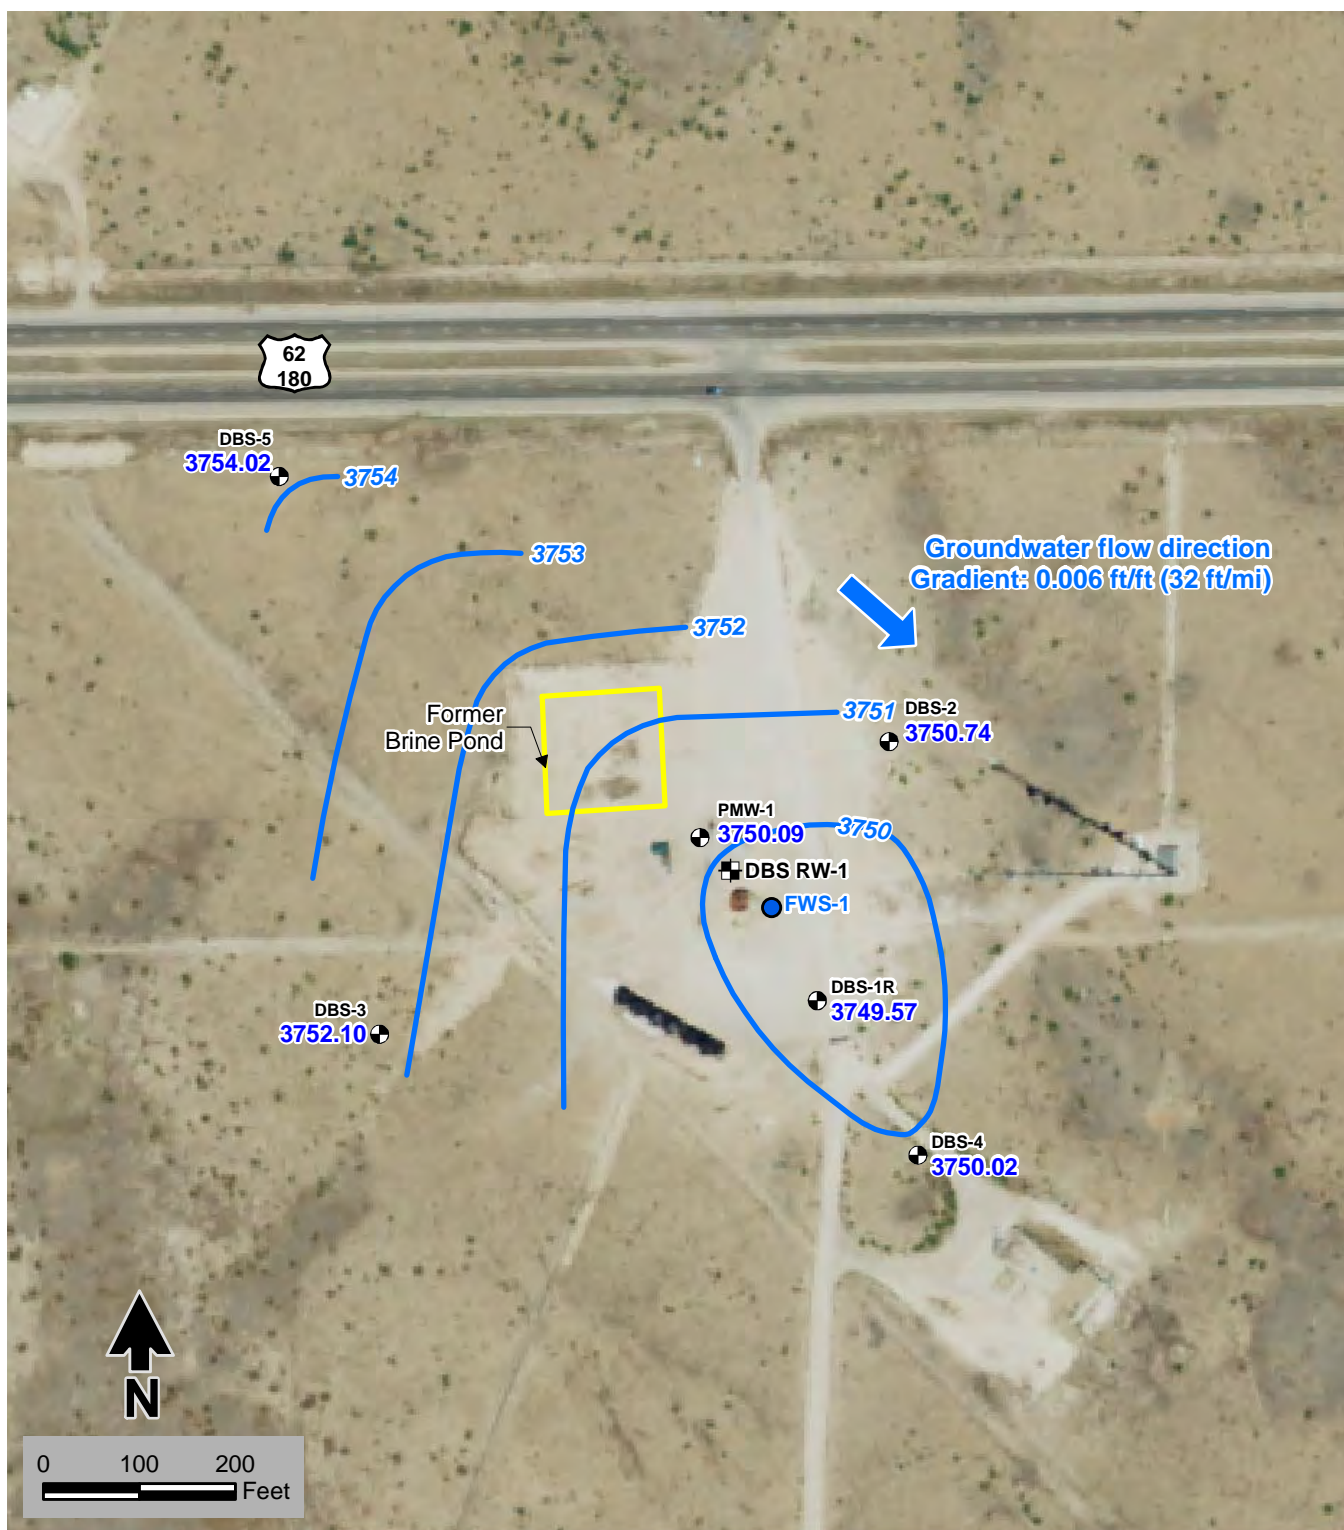 62
180
DBS-5
3754.02
3754
3753
Groundwater flow direction
Gradient: 0.006 ft/ft (32 ft/mi)
3752
3751
DBS-2
3750.74
Former
Brine Pond
PMW-1
3750.09
3750
DBS RW-1
FWS-1
DBS-1R
3749.57
DBS-3
3752.10
DBS-4
3750.02
N
0 100 200
Feet